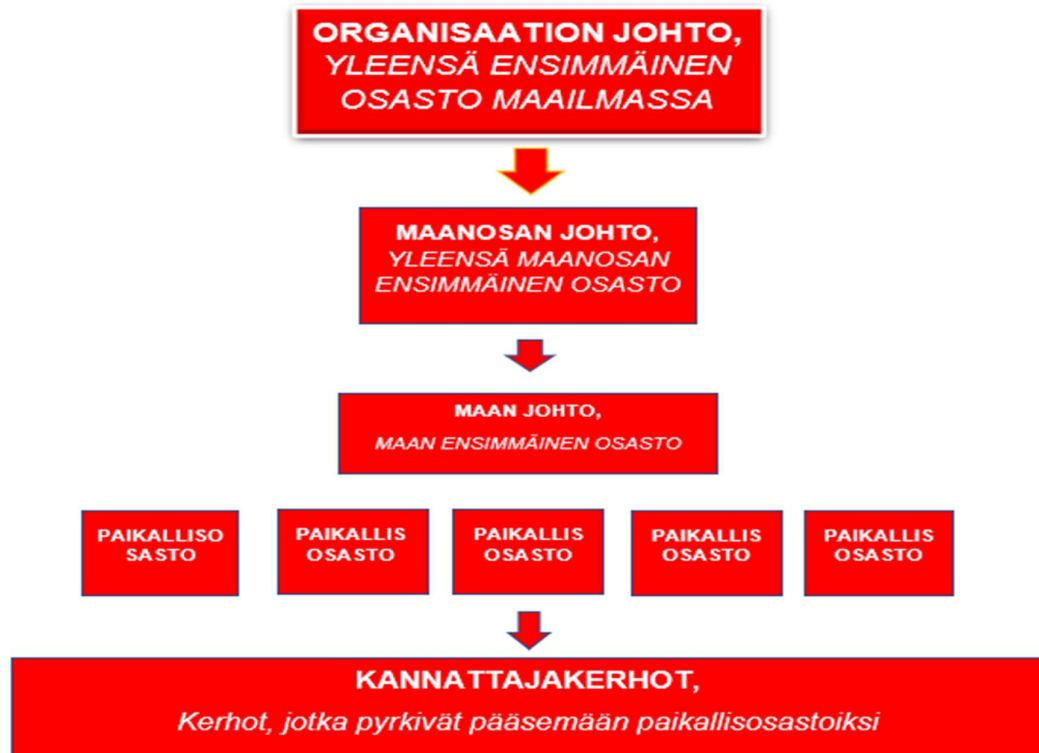 ORGANISAATION JOHTO,
YLEENSÄ ENSIMMÄINEN
OSASTO MAAILMASSA
MAANOSAN JOHTO,
YLEENSÄ MAANOSAN
ENSIMMÄINEN OSASTO
MAAN JOHTO,
MAAN ENSIMMÄINEN OSASTO
PAIKALLISO
SASTO
PAIKALLIS
OSASTO
PAIKALLIS
OSASTO
PAIKALLIS
OSASTO
PAIKALLIS
OSASTO
KANNATTAJAKERHOT,
Kerhot, jotka pyrkivät pääsemään paikallisosastoiksi